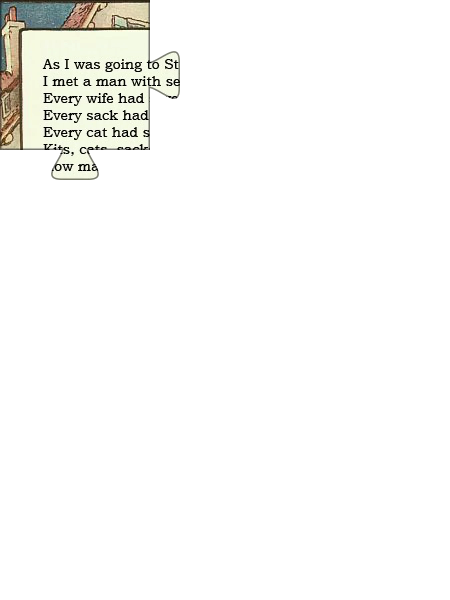 As I was going to St
I met a man with se
Every wife had
Every sack had
Every cat had s
Kits, cats, sack
ow ma